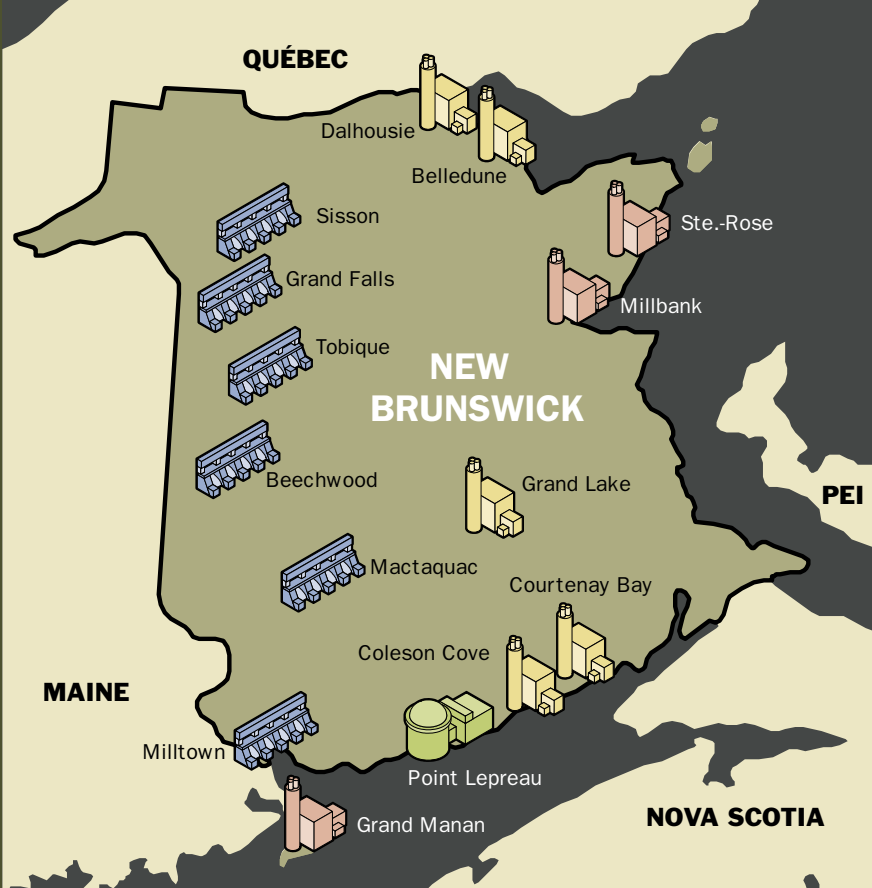 QUÉBEC
Dalhousie
Belledune
Sisson
Ste.-Rose
Grand Falls
Millbank
Tobique
NEW
BRUNSWICK
Beechwood
Grand Lake
PEI
Mactaquac
Courtenay Bay
Coleson Cove
MAINE
Milltown
Point Lepreau
Grand Manan
NOVA SCOTIA